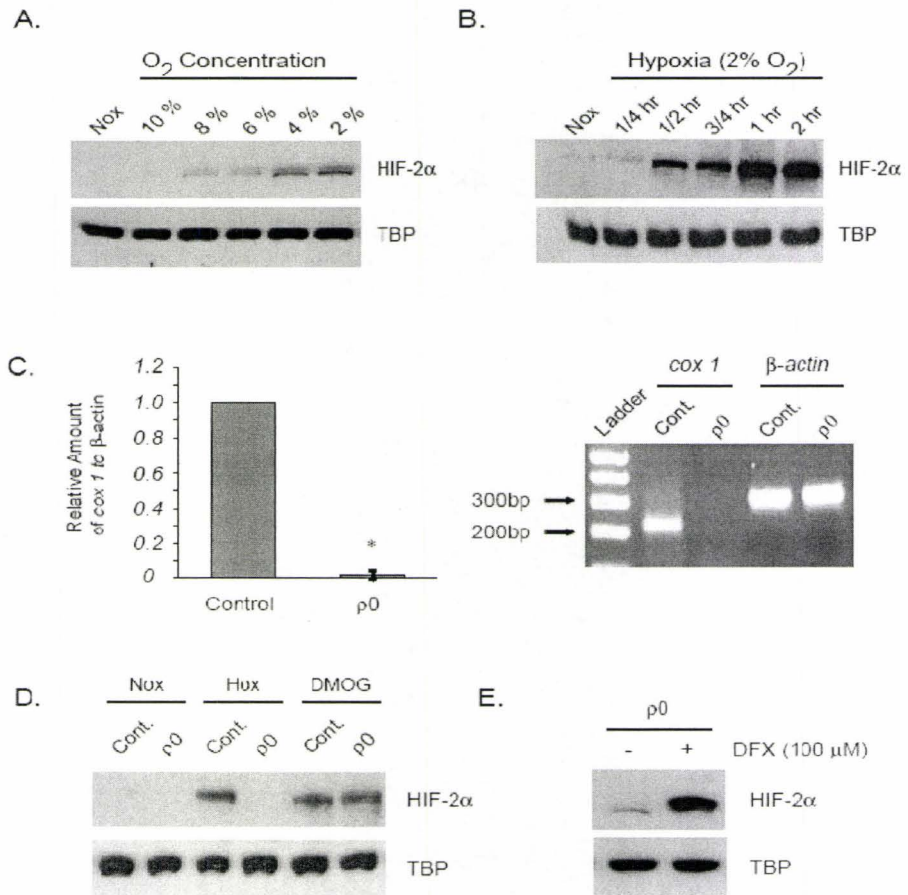 A.
O2 Concentration
Nox 10 % 8 % 6 % 4 % 2 %
HIF-2α
TBP
B.
Hypoxia (2% O2)
Nox 1/4 hr 1/2 hr 3/4 hr 1 hr 2 hr
HIF-2α
TBP
C.
Relative Amount
of cox 1 to β-actin
1.2
1.0
0.8
0.6
0.4
0.2
0
*
Control ρ0
cox 1 β-actin
Ladder Cont. ρ0 Cont. ρ0
300bp
200bp
D.
Nox Hox DMOG
Cont. ρ0 Cont. ρ0 Cont. ρ0
HIF-2α
TBP
E.
ρ0
- + DFX (100 μM)
HIF-2α
TBP